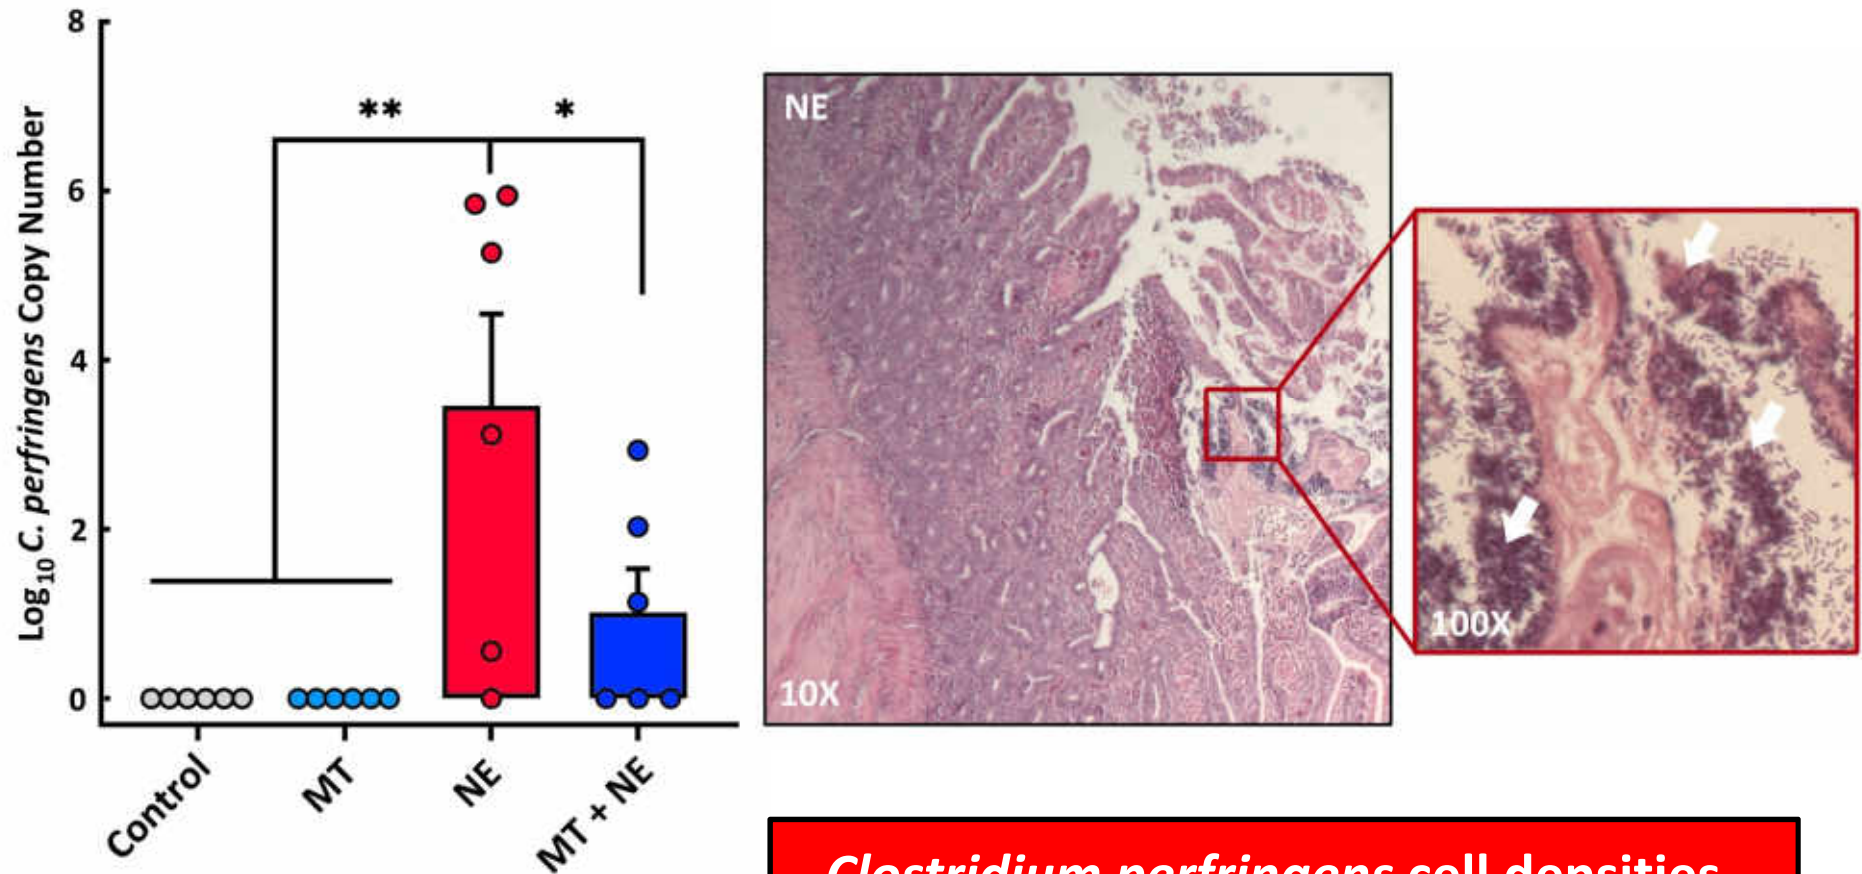 8
6
4
2
0
Log10 C. perfringens Copy Number
**
*
Control
MT
NE
MT + NE
NE
10X
100X
Clostridium perfringens cell densities